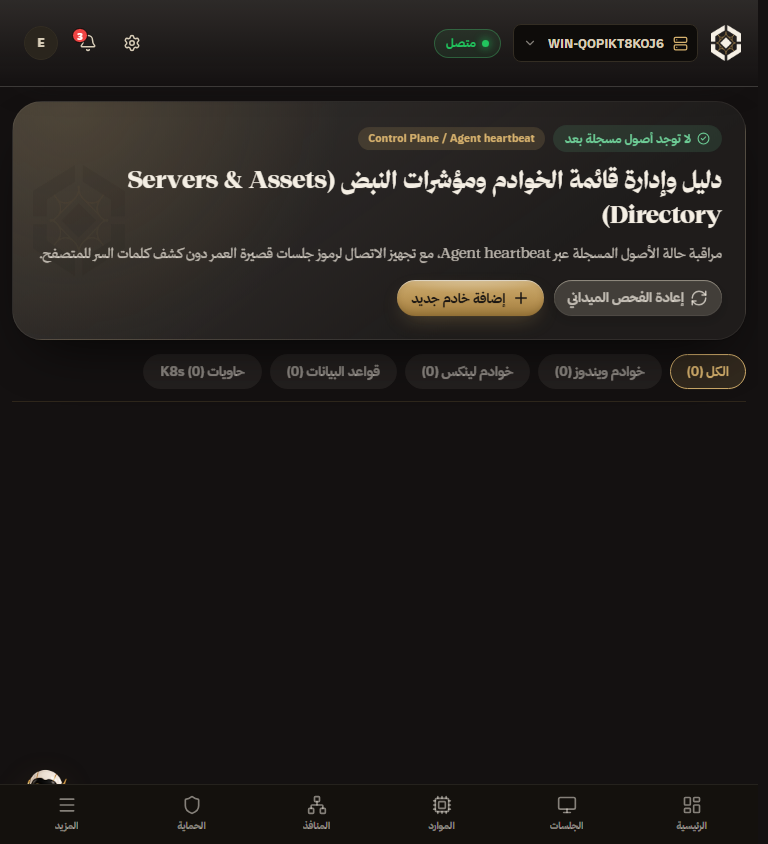 WIN-QOPIKT8KOJ6
متصل
3
E
لا توجد أصول مسجلة بعد
Control Plane / Agent heartbeat
دليل وإدارة قائمة الخوادم ومؤشرات النبض (Servers & Assets
Directory)
مراقبة حالة الأصول المسجلة عبر Agent heartbeat، مع تجهيز الاتصال لرموز جلسات قصيرة العمر دون كشف كلمات السر للمتصفح.
إعادة الفحص الميداني
إضافة خادم جديد
الكل (0)
خوادم ويندوز (0)
خوادم لينكس (0)
قواعد البيانات (0)
حاويات K8s (0)
الرئيسية
الجلسات
الموارد
المنافذ
الحماية
المزيد